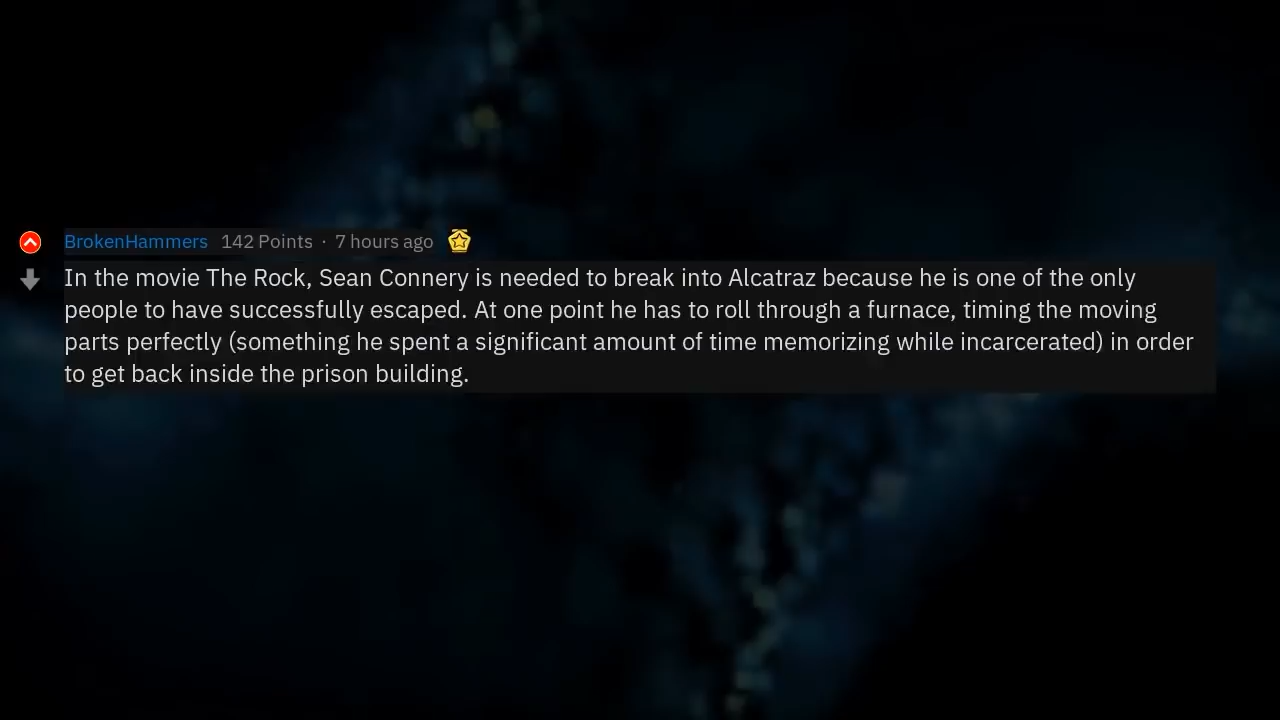 BrokenHammers 142 Points · 7 hours ago
In the movie The Rock, Sean Connery is needed to break into Alcatraz because he is one of the only
people to have successfully escaped. At one point he has to roll through a furnace, timing the moving
parts perfectly (something he spent a significant amount of time memorizing while incarcerated) in order
to get back inside the prison building.